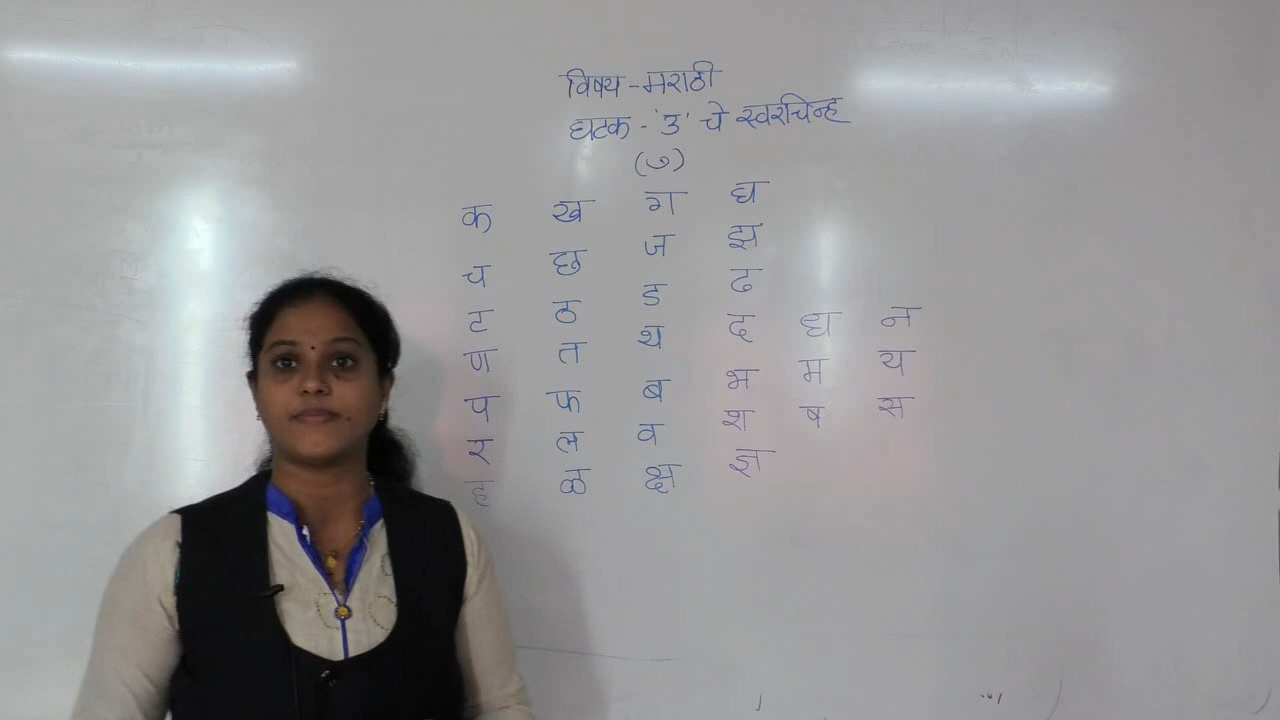 विषय - मराठी
घटक - 'उ' चे स्वरचिन्ह
( ु )
क ख ग घ
च छ ज झ
ट ठ ड ढ
ण त थ द ध न
प फ ब भ म य
र ल व श ष स
ह ळ क्ष ज्ञ